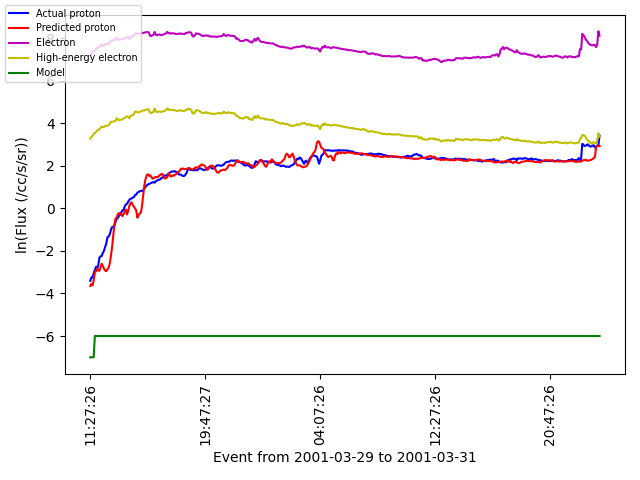 Actual proton
Predicted proton
Electron
High-energy electron
Model
8
6
4
2
0
−2
−4
−6
ln(Flux (/cc/s/sr))
11:27:26
19:47:27
04:07:26
12:27:26
20:47:26
Event from 2001-03-29 to 2001-03-31